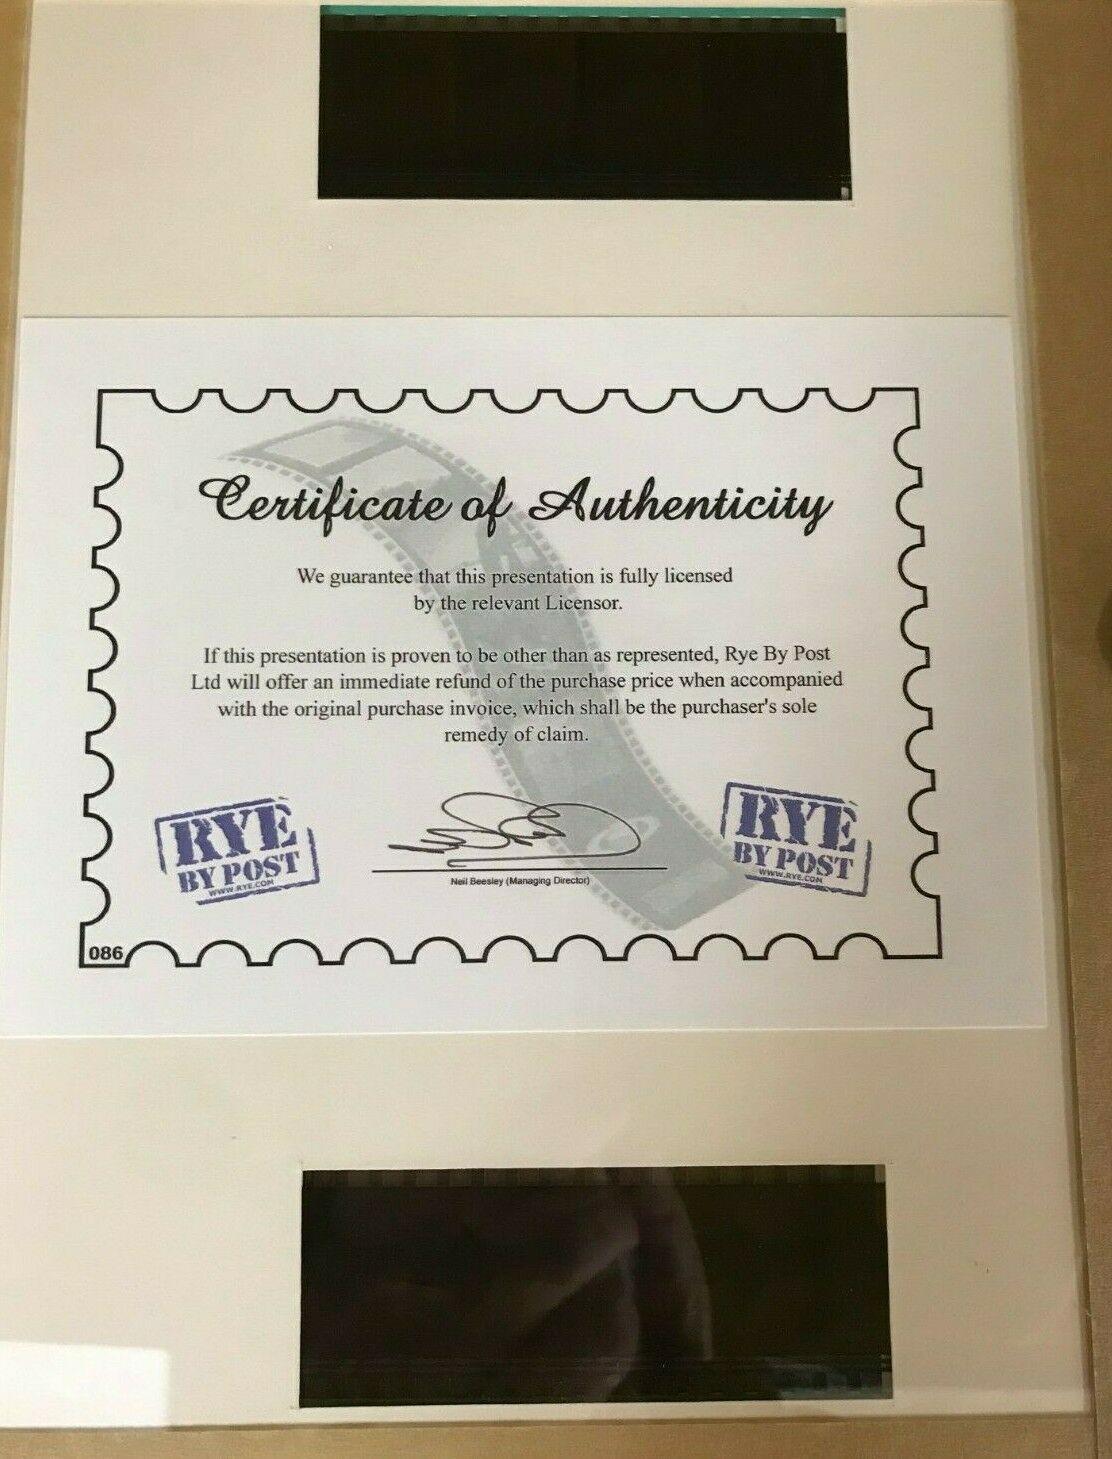 Certificate of Authenticity
We guarantee that this presentation is fully licensed
by the relevant Licensor.
If this presentation is proven to be other than as represented, Rye By Post
Ltd will offer an immediate refund of the purchase price when accompanied
with the original purchase invoice, which shall be the purchaser's sole
remedy of claim.
RYE
BY POST
WWW.RYE.COM
Neil Beesley (Managing Director)
RYE
BY POST
WWW.RYE.COM
086